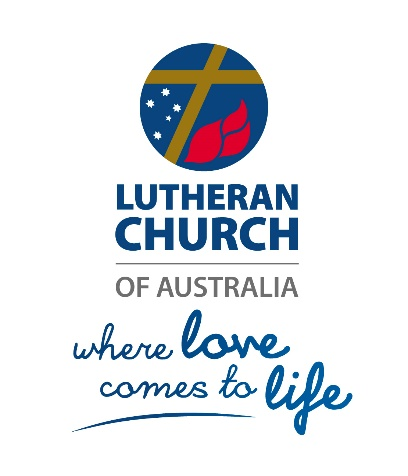 LUTHERAN
CHURCH
OF AUSTRALIA
where love
comes to life